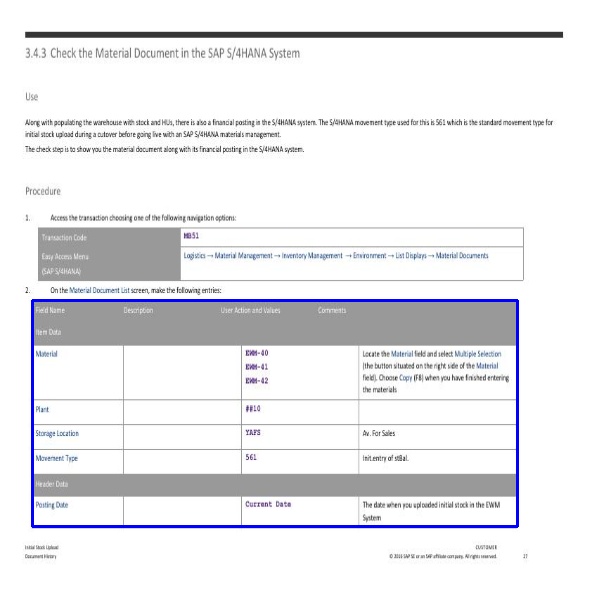 3.4.3 Check the Material Document in the SAP S/4HANA System
Use
Along with populating the warehouse with stock and HUs, there is also a financial posting in the S/4HANA system. The S/4HANA movement type used for this is 561 which is the standard movement type for
initial stock upload during a cutover before going live with an SAP S/4HANA materials management.
The check step is to show you the material document along with its financial posting in the S/4HANA system.
Procedure
1. Access the transaction choosing one of the following navigation options:
Transaction Code MB51
Easy Access Menu Logistics → Material Management → Inventory Management → Environment → List Displays → Material Documents
(SAP S/4HANA)
2. On the Material Document List screen, make the following entries:
Field Name Description User Action and Values Comments
Item Data
Material EWM-40 Locate the Material field and select Multiple Selection
EWM-41 (the button situated on the right side of the Material
EWM-42 field). Choose Copy (F8) when you have finished entering
the materials
Plant ##10
Storage Location YAFS Av. For Sales
Movement Type 561 Init.entry of stBal.
Header Data
Posting Date Current Date The date when you uploaded initial stock in the EWM
System
Initial Stock Upload CUSTOMER
Document History © 2016 SAP SE or an SAP affiliate company. All rights reserved. 27